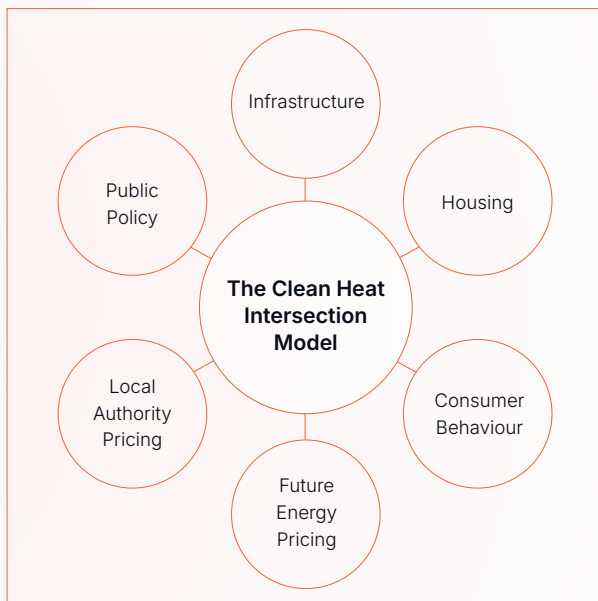 Infrastructure
Public
Policy
Housing
The Clean Heat
Intersection
Model
Local
Authority
Pricing
Consumer
Behaviour
Future
Energy
Pricing